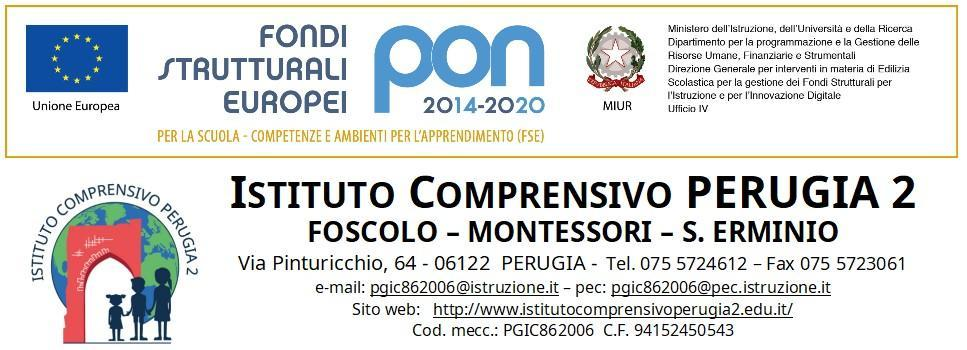 Unione Europea
FONDI
STRUTTURALI
EUROPEI
pon
2014-2020
PER LA SCUOLA - COMPETENZE E AMBIENTI PER L'APPRENDIMENTO (FSE)
MIUR
Ministero dell'Istruzione, dell'Università e della Ricerca
Dipartimento per la programmazione e la Gestione delle
Risorse Umane, Finanziarie e Strumentali
Direzione Generale per interventi in materia di Edilizia
Scolastica per la gestione dei Fondi Strutturali per
l'Istruzione e per l'Innovazione Digitale
Ufficio IV
ISTITUTO COMPRENSIVO PERUGIA 2
ISTITUTO COMPRENSIVO PERUGIA 2
FOSCOLO – MONTESSORI – S. ERMINIO
Via Pinturicchio, 64 - 06122 PERUGIA - Tel. 075 5724612 – Fax 075 5723061
e-mail: pgic862006@istruzione.it – pec: pgic862006@pec.istruzione.it
Sito web: http://www.istitutocomprensivoperugia2.edu.it/
Cod. mecc.: PGIC862006 C.F. 94152450543